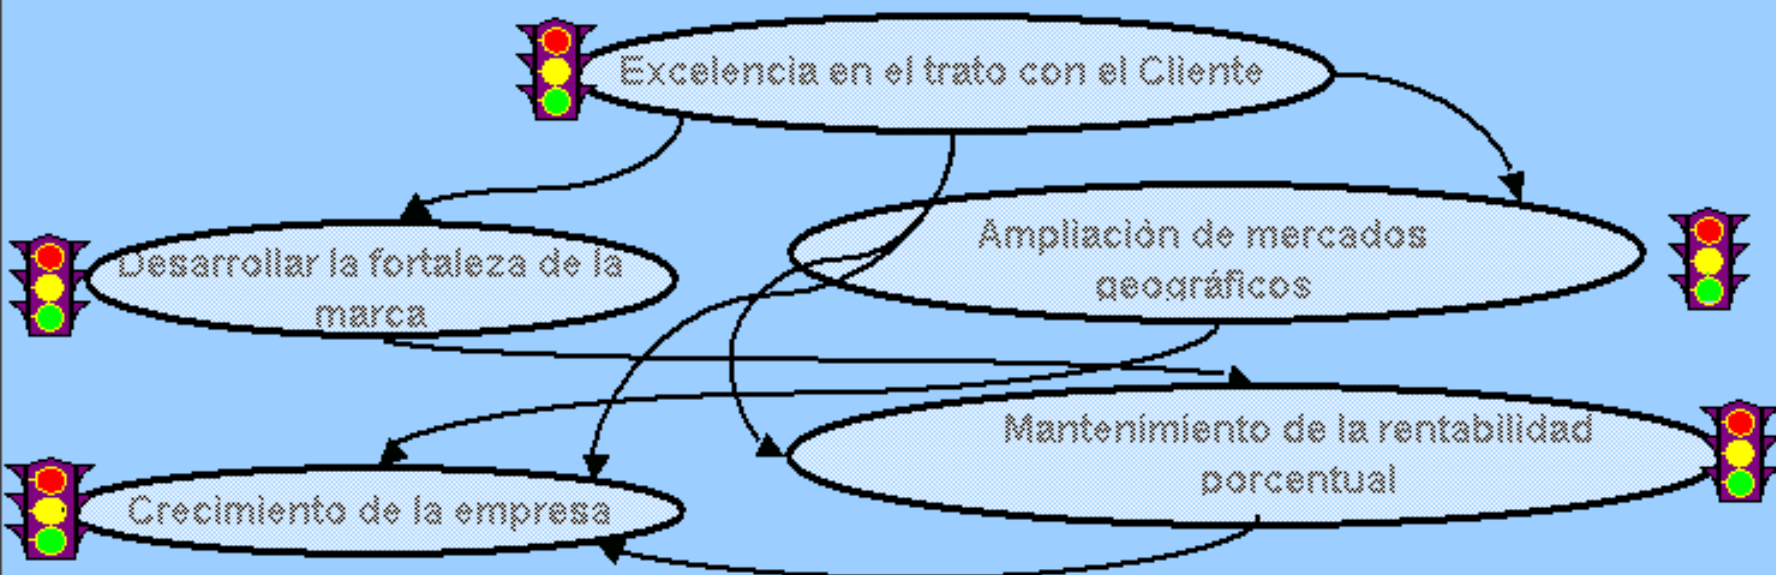 Excelencia en el trato con el Cliente
Desarrollar la fortaleza de la
marca
Ampliación de mercados
geográficos
Mantenimiento de la rentabilidad
porcentual
Crecimiento de la empresa